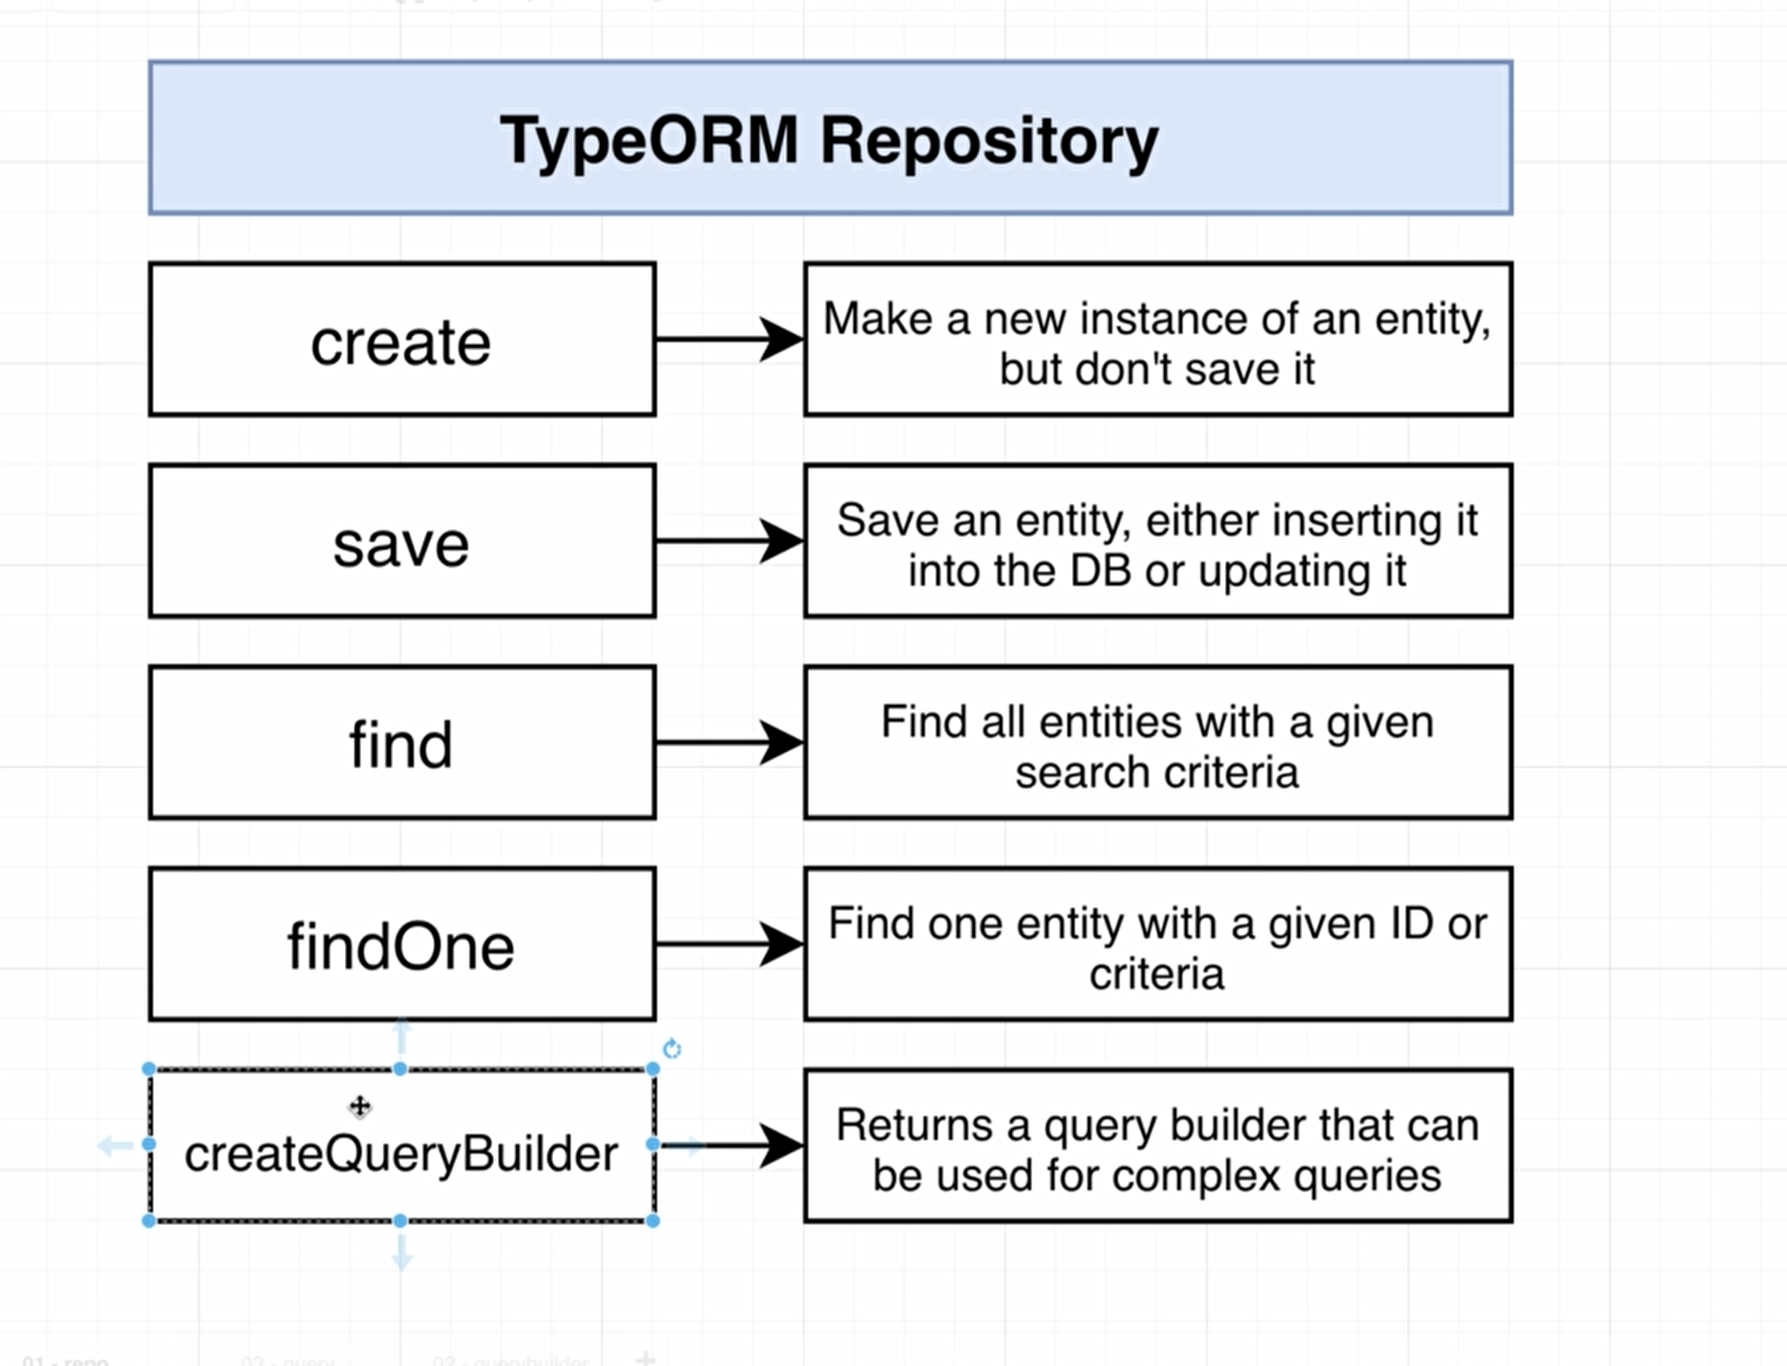 TypeORM Repository
create
Make a new instance of an entity,
but don't save it
save
Save an entity, either inserting it
into the DB or updating it
find
Find all entities with a given
search criteria
findOne
Find one entity with a given ID or
criteria
createQueryBuilder
Returns a query builder that can
be used for complex queries
01 - repo
03 - query
02 - querybuilder